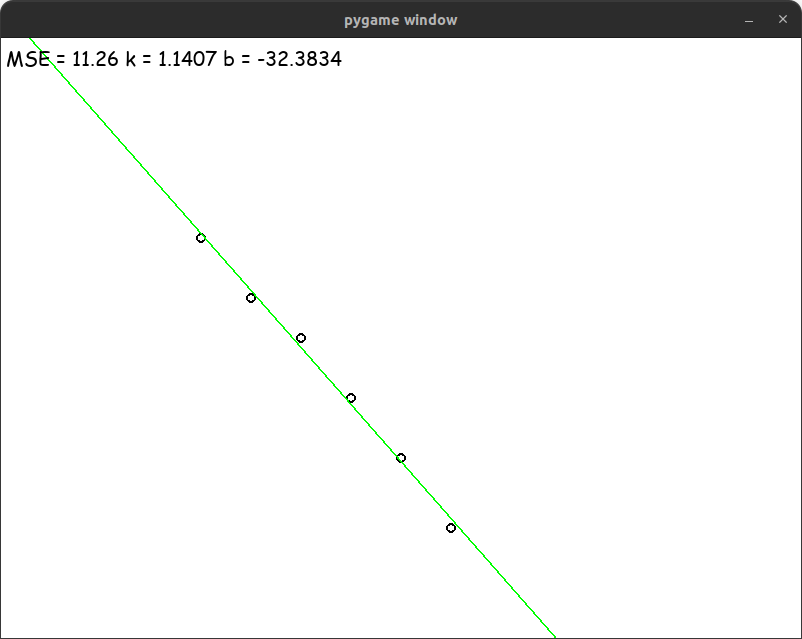 pygame window
MSE = 11.26 k = 1.1407 b = -32.3834